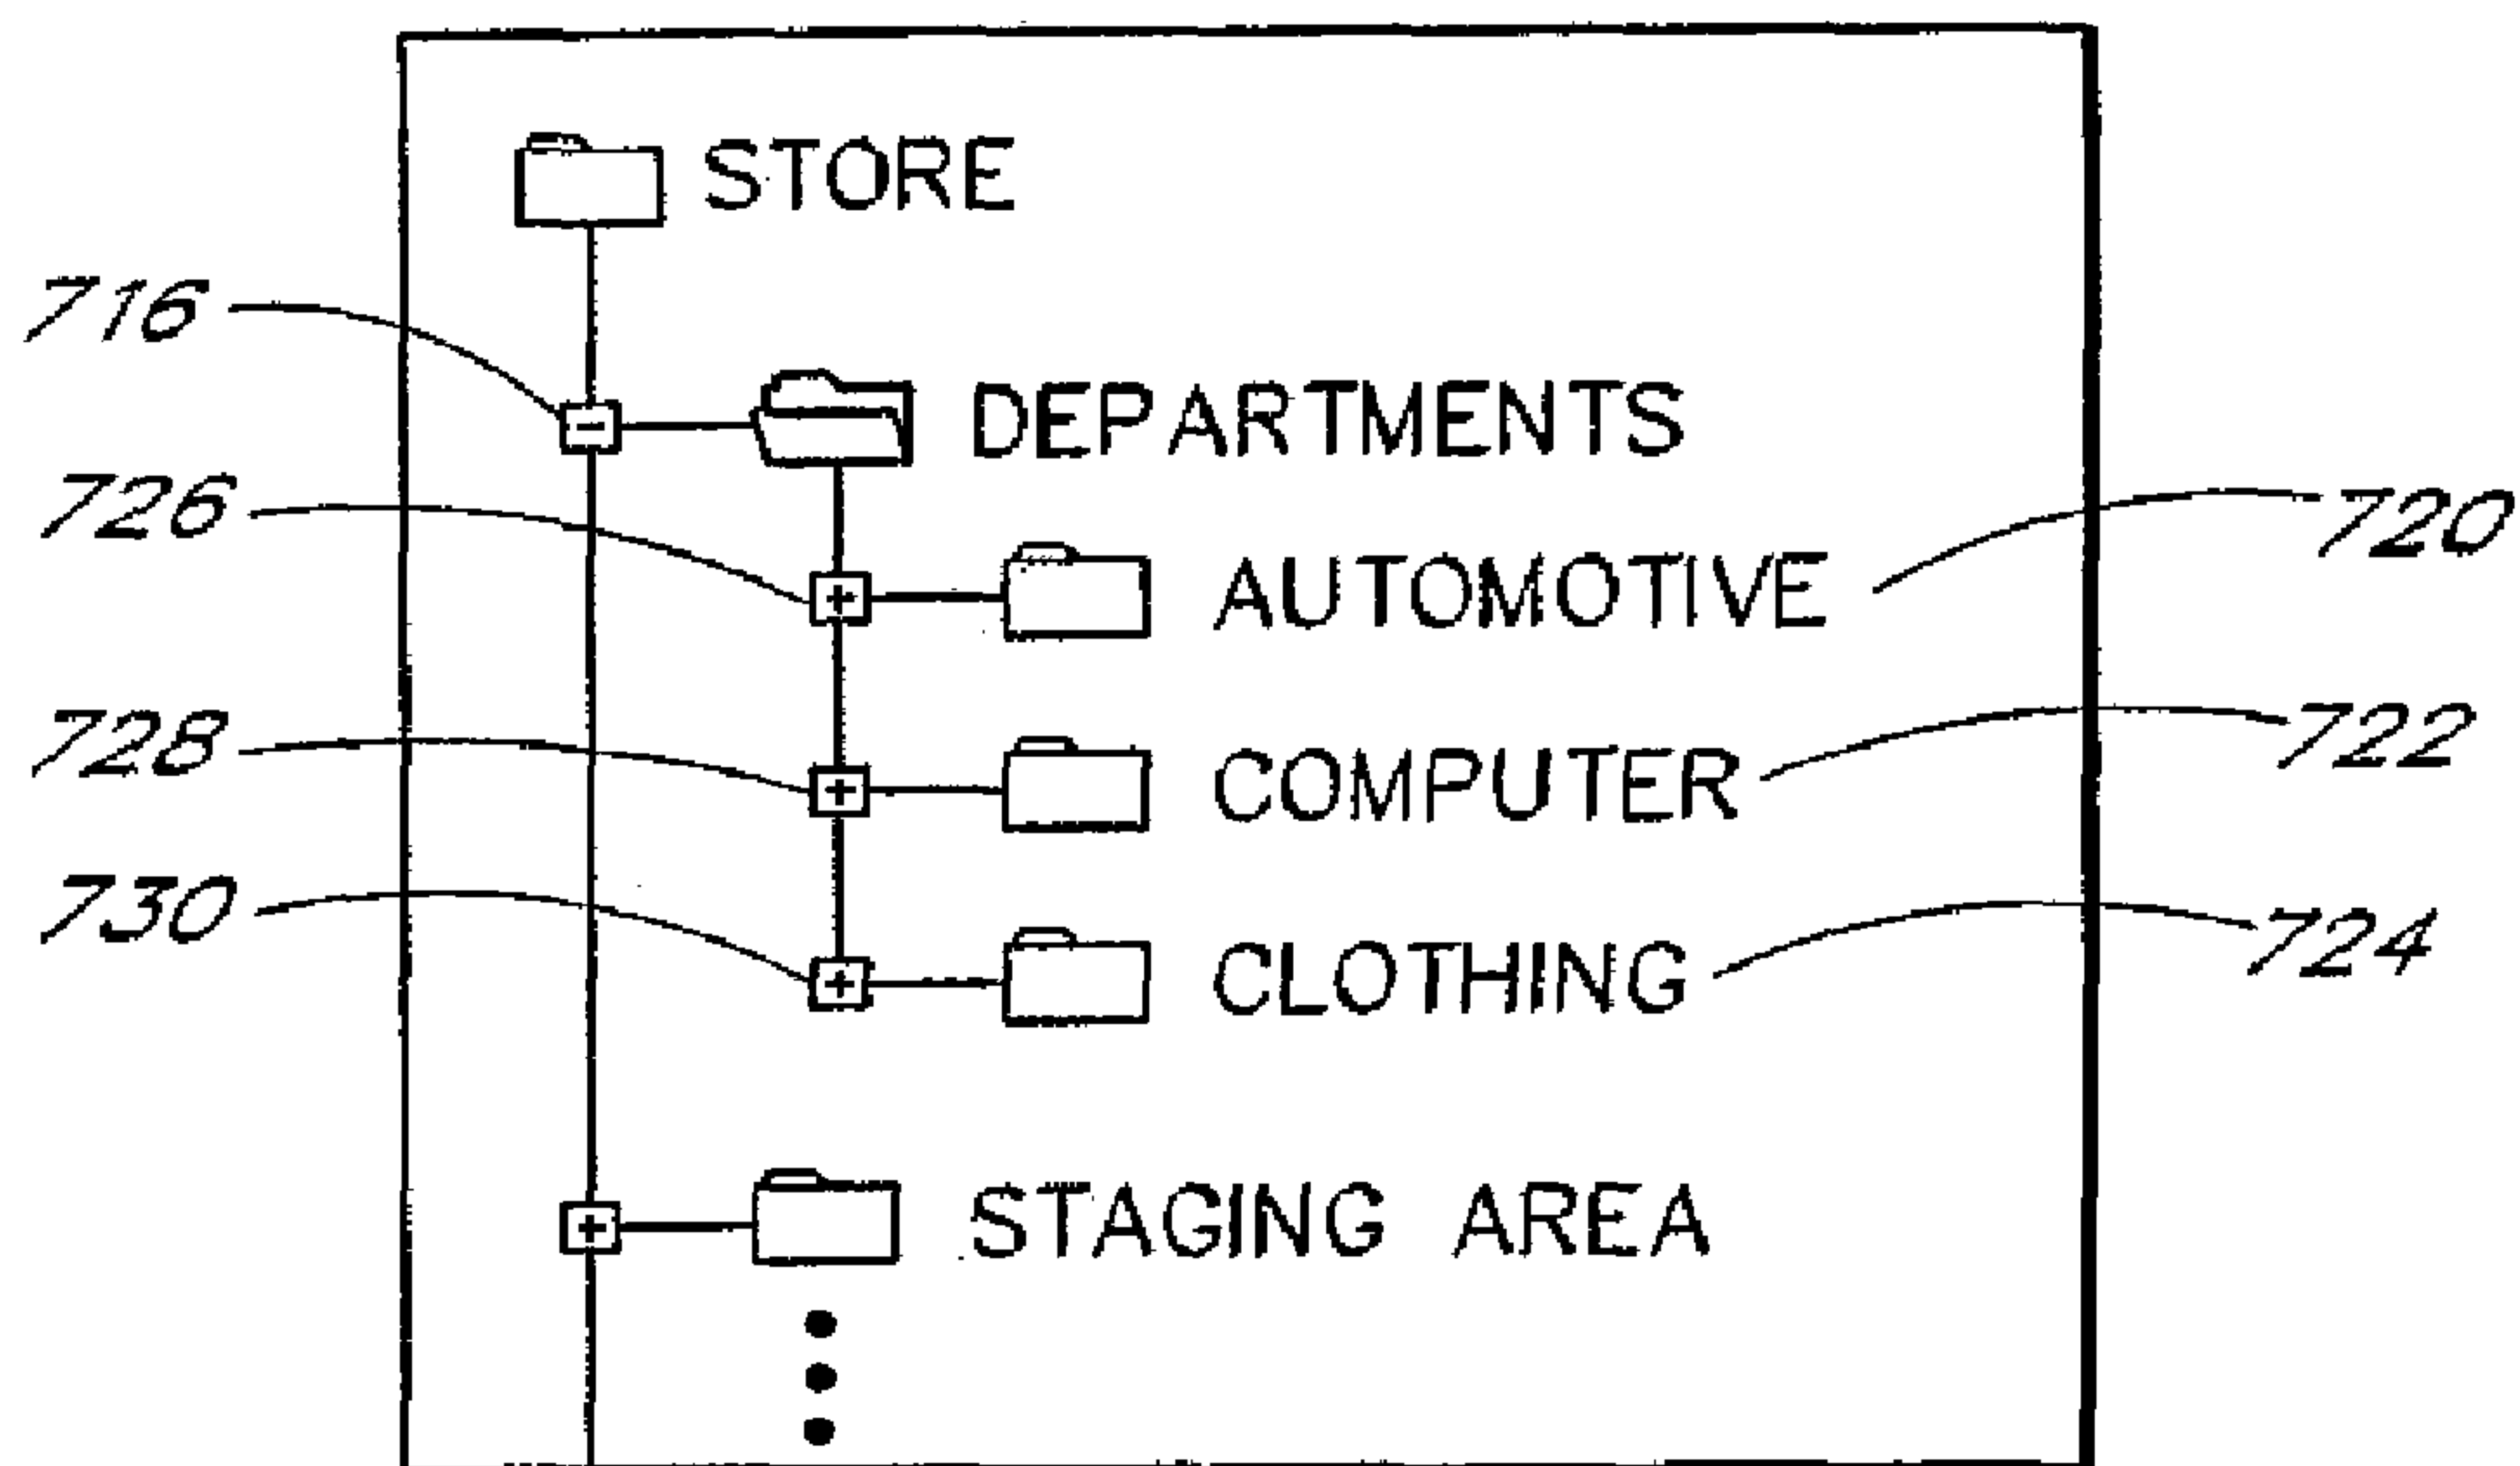 STORE
716
DEPARTMENTS
726
AUTOMOTIVE 720
728
COMPUTER 722
730
CLOTHING 724
STAGING AREA